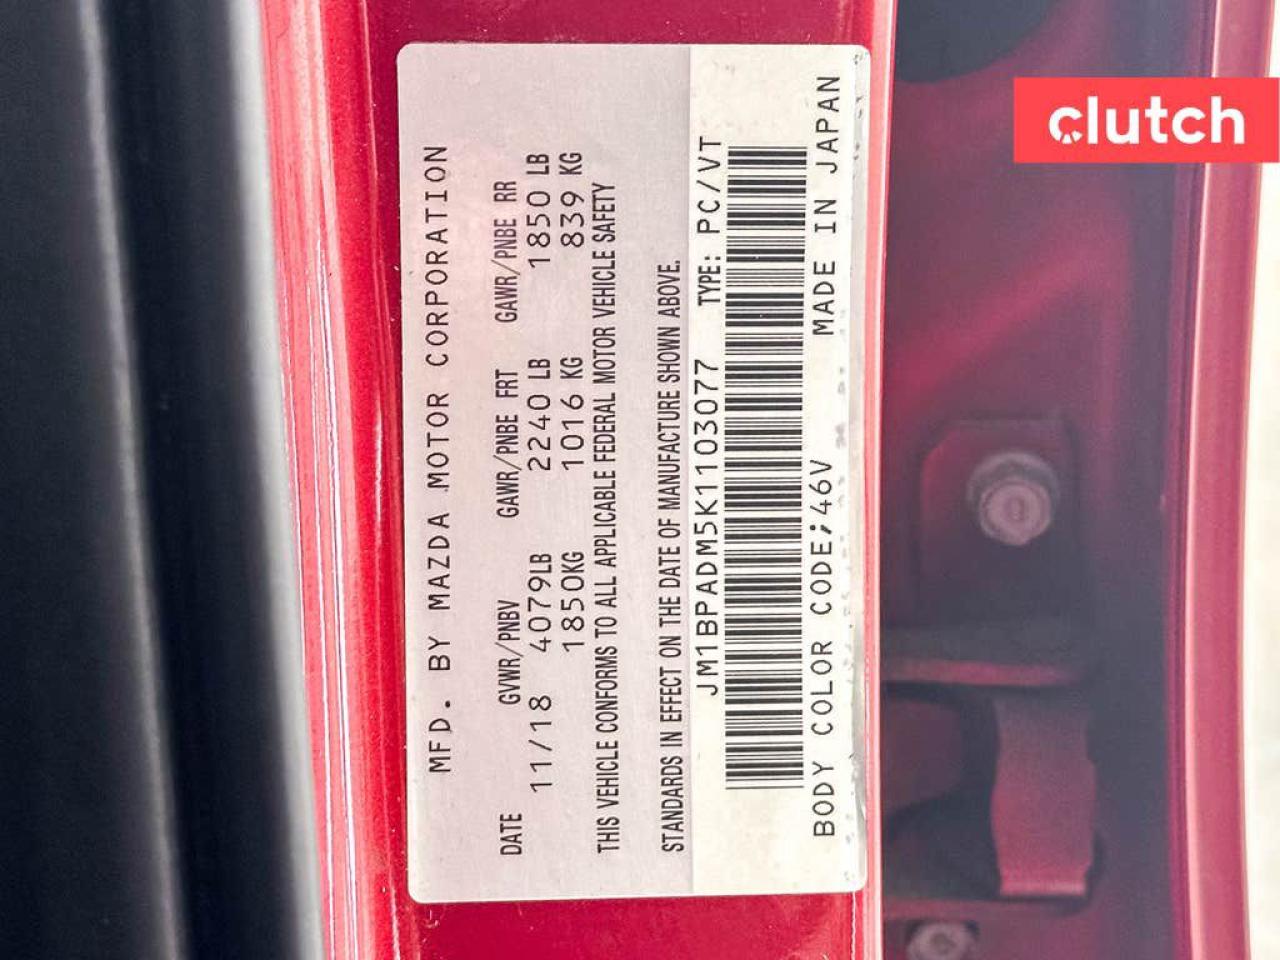 clutch
MFD. BY MAZDA MOTOR CORPORATION
DATE GVWR/PNBV GAWR/PNBE FRT GAWR/PNBE RR
11/18 4079LB 2240 LB 1850 LB
1850KG 1016 KG 839 KG
THIS VEHICLE CONFORMS TO ALL APPLICABLE FEDERAL MOTOR VEHICLE SAFETY
STANDARDS IN EFFECT ON THE DATE OF MANUFACTURE SHOWN ABOVE.
JM1BPADM5K1103077 TYPE: PC/VT
BODY COLOR CODE;46V MADE IN JAPAN